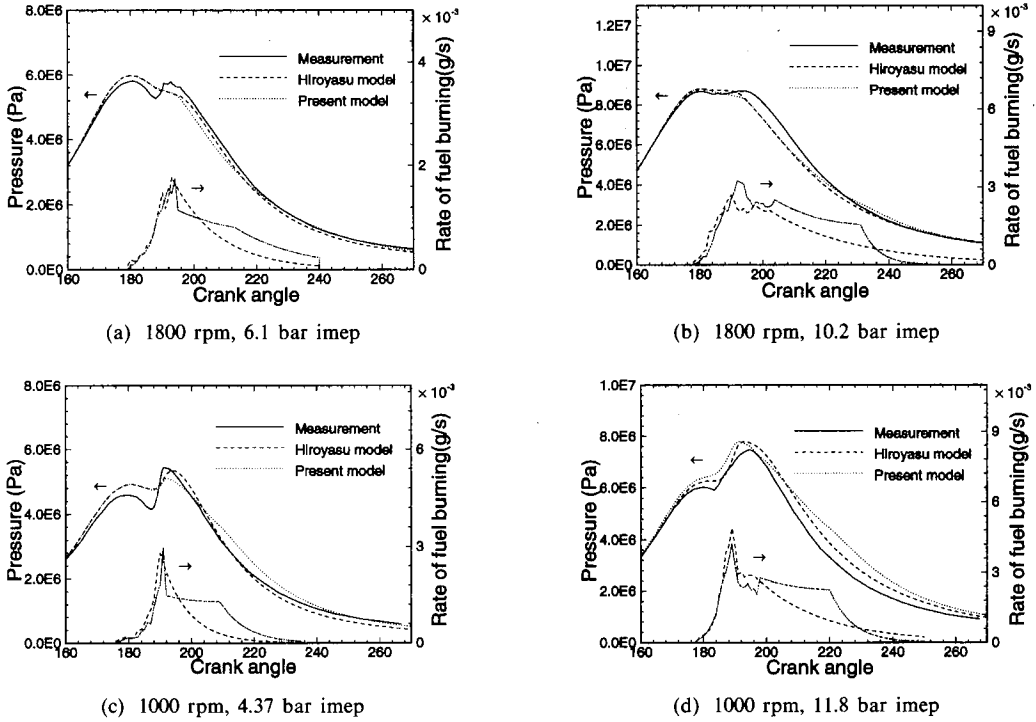 8.0E6
6.0E6
4.0E6
2.0E6
0.0E0
Pressure (Pa)
160 180 200 220 240 260
Crank angle
× 10⁻³
4
2
0
Rate of fuel burning(g/s)
Measurement
Hiroyasu model
Present model
(a) 1800 rpm, 6.1 bar imep
1.2E7
1.0E7
8.0E6
6.0E6
4.0E6
2.0E6
0.0E0
Pressure (Pa)
160 180 200 220 240 260
Crank angle
× 10⁻³
9
6
3
0
Rate of fuel burning(g/s)
Measurement
Hiroyasu model
Present model
(b) 1800 rpm, 10.2 bar imep
8.0E6
6.0E6
4.0E6
2.0E6
0.0E0
Pressure (Pa)
160 180 200 220 240 260
Crank angle
× 10⁻³
6
3
0
Rate of fuel burning(g/s)
Measurement
Hiroyasu model
Present model
(c) 1000 rpm, 4.37 bar imep
1.0E7
8.0E6
6.0E6
4.0E6
2.0E6
0.0E0
Pressure (Pa)
160 180 200 220 240 260
Crank angle
× 10⁻³
9
6
3
0
Rate of fuel burning(g/s)
Measurement
Hiroyasu model
Present model
(d) 1000 rpm, 11.8 bar imep